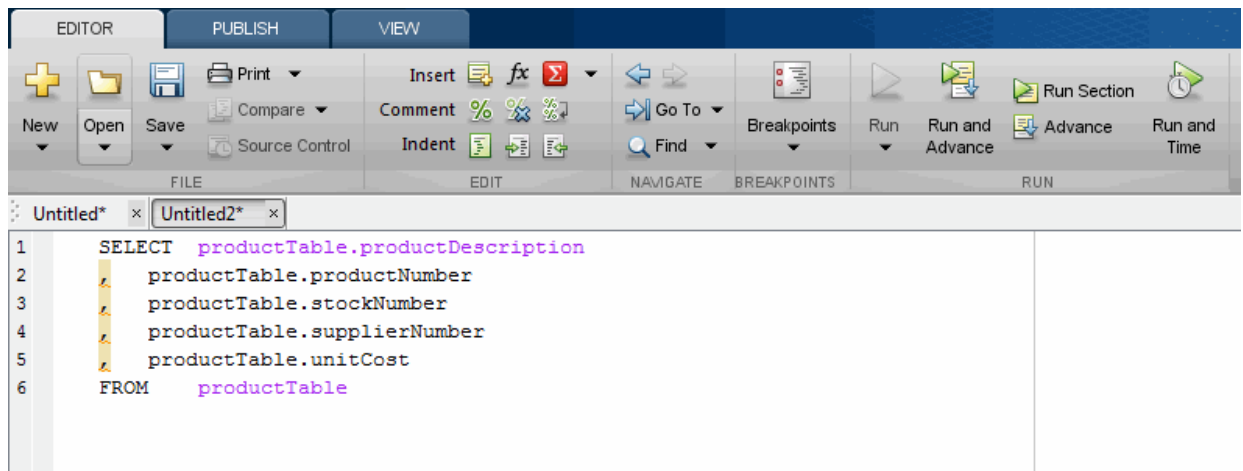 EDITOR PUBLISH VIEW
New Open Save
Print
Compare
Source Control
FILE
Insert fx Σ
Comment % % %
Indent
EDIT
Go To
Find
NAVIGATE
Breakpoints
BREAKPOINTS
Run Run and Advance
Run Section
Advance
Run and Time
RUN
Untitled* × Untitled2* ×
1 SELECT productTable.productDescription
2 , productTable.productNumber
3 , productTable.stockNumber
4 , productTable.supplierNumber
5 , productTable.unitCost
6 FROM productTable